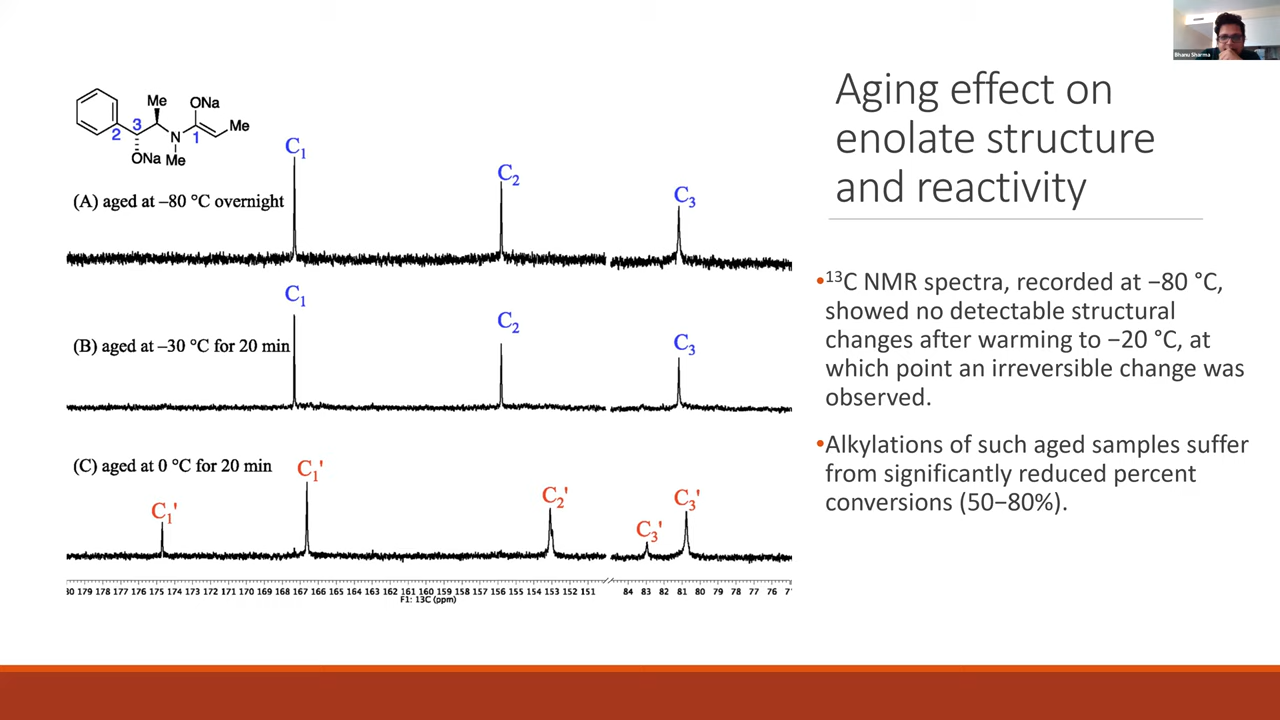 Bhanu Sharma
Aging effect on
enolate structure
and reactivity
Me
ONa
3
Me
2
N
1
ONa
Me
C1
C2
C3
(A) aged at –80 °C overnight
C1
C2
C3
(B) aged at –30 °C for 20 min
(C) aged at 0 °C for 20 min
C1'
C1'
C2'
C3'
C3'
30 179 178 177 176 175 174 173 172 171 170 169 168 167 166 165 164 163 162 161 160 159 158 157 156 155 154 153 152 151 84 83 82 81 80 79 78 77 76 7
F1: 13C (ppm)
•13C NMR spectra, recorded at −80 °C,
showed no detectable structural
changes after warming to −20 °C, at
which point an irreversible change was
observed.
•Alkylations of such aged samples suffer
from significantly reduced percent
conversions (50−80%).